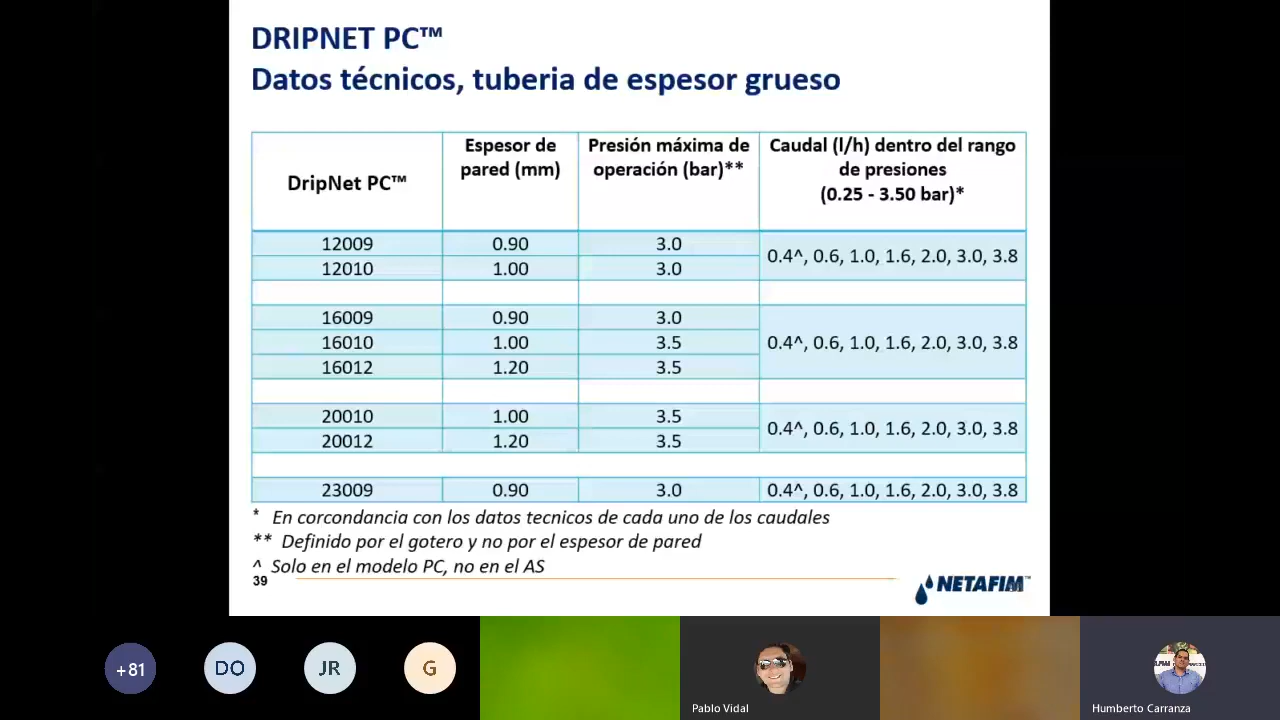 DRIPNET PC™
Datos técnicos, tuberia de espesor grueso
DripNet PC™
Espesor de
pared (mm)
Presión máxima de
operación (bar)**
Caudal (l/h) dentro del rango
de presiones
(0.25 - 3.50 bar)*
12009 0.90 3.0
0.4^, 0.6, 1.0, 1.6, 2.0, 3.0, 3.8
12010 1.00 3.0
16009 0.90 3.0
16010 1.00 3.5 0.4^, 0.6, 1.0, 1.6, 2.0, 3.0, 3.8
16012 1.20 3.5
20010 1.00 3.5
0.4^, 0.6, 1.0, 1.6, 2.0, 3.0, 3.8
20012 1.20 3.5
23009 0.90 3.0 0.4^, 0.6, 1.0, 1.6, 2.0, 3.0, 3.8
* En corcondancia con los datos tecnicos de cada uno de los caudales
** Definido por el gotero y no por el espesor de pared
^ Solo en el modelo PC, no en el AS
39
NETAFIM™
+81
DO
JR
G
Pablo Vidal
Humberto Carranza